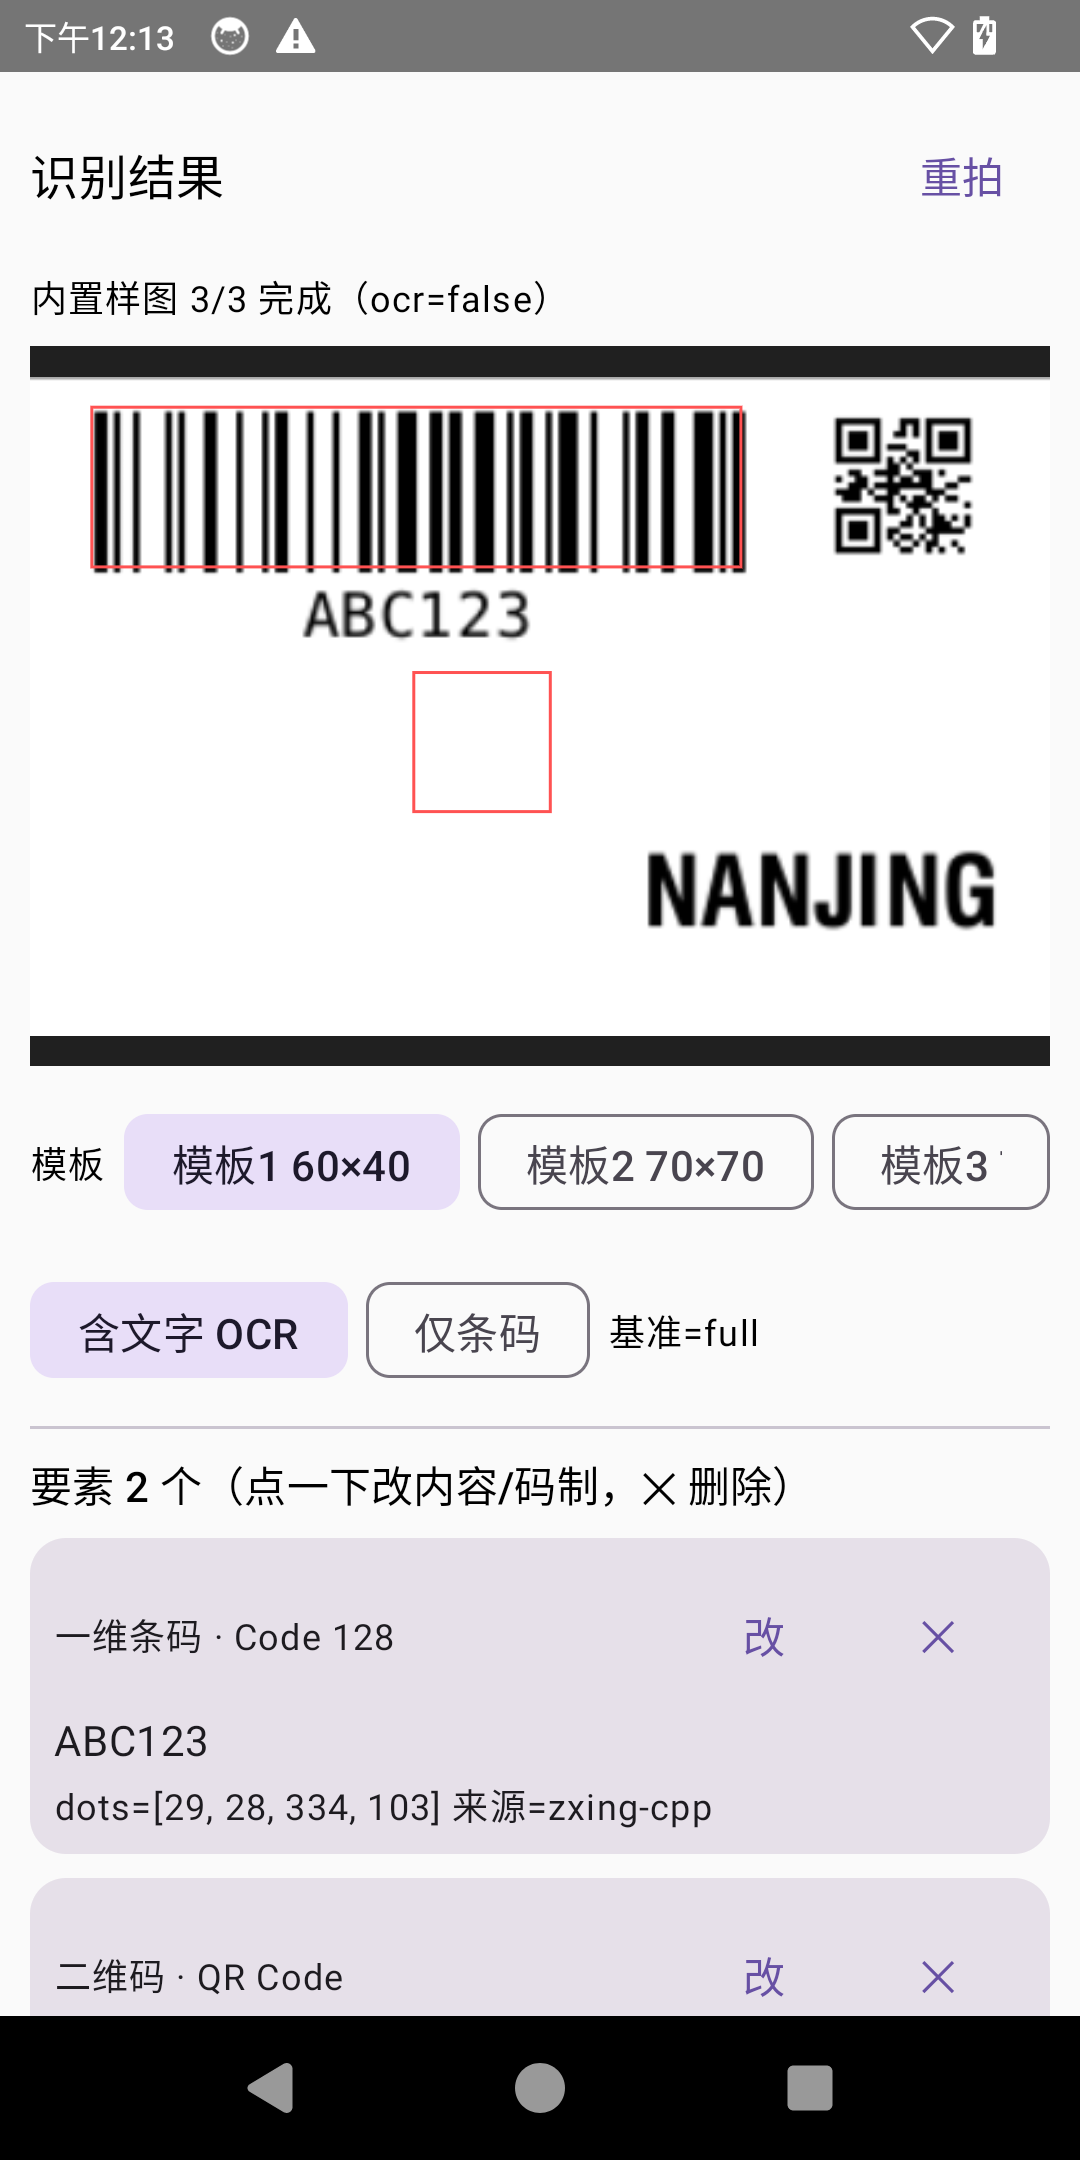 下午12:13
识别结果
重拍
内置样图 3/3 完成（ocr=false）
ABC123
NANJING
模板
模板1 60×40
模板2 70×70
模板3
含文字 OCR
仅条码
基准=full
要素 2 个（点一下改内容/码制，✕ 删除）
一维条码 · Code 128
改
✕
ABC123
dots=[29, 28, 334, 103] 来源=zxing-cpp
二维码 · QR Code
改
✕